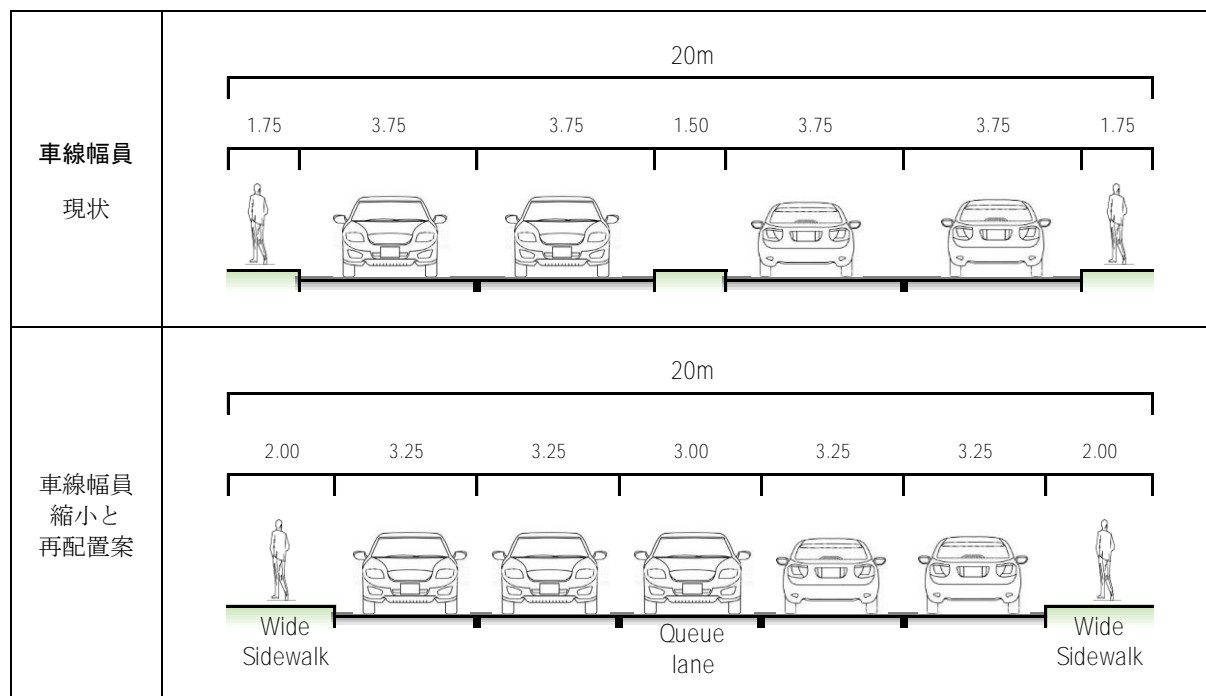 車線幅員
現状
20m
1.75 3.75 3.75 1.50 3.75 3.75 1.75
車線幅員
縮小と
再配置案
20m
2.00 3.25 3.25 3.00 3.25 3.25 2.00
Wide
Sidewalk
Queue
lane
Wide
Sidewalk